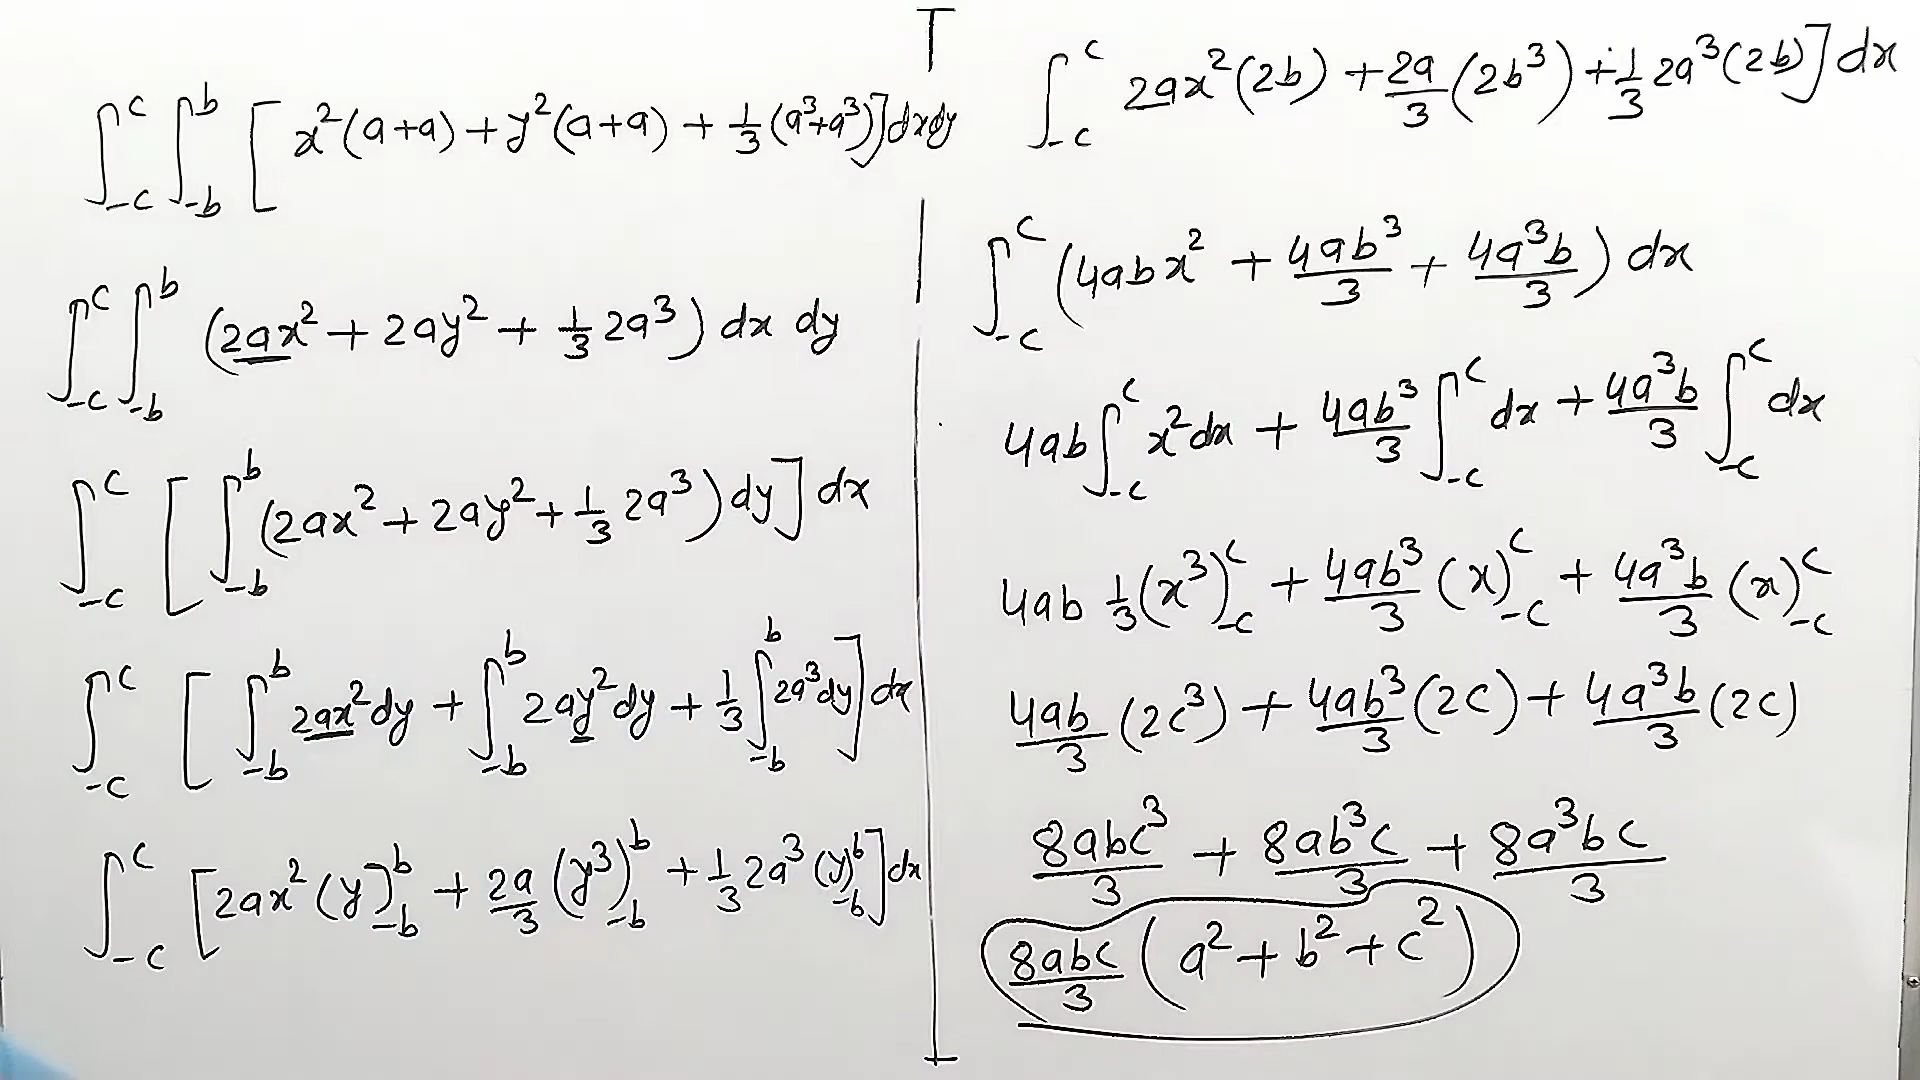 ∫_{-c}^{c} ∫_{-b}^{b} [ x²(a+a) + y²(a+a) + 1/3 (a³+a³)] dxdy
∫_{-c}^{c} ∫_{-b}^{b} (2ax² + 2ay² + 1/3 2a³) dx dy
∫_{-c}^{c} [ ∫_{-b}^{b} (2ax² + 2ay² + 1/3 2a³) dy ] dx
∫_{-c}^{c} [ ∫_{-b}^{b} 2ax² dy + ∫_{-b}^{b} 2ay² dy + 1/3 ∫_{-b}^{b} 2a³ dy ] dx
∫_{-c}^{c} [ 2ax² (y)_{-b}^{b} + 2a/3 (y³)_{-b}^{b} + 1/3 2a³ (y)_{-b}^{b} ] dx
∫_{-c}^{c} 2ax²(2b) + 2a/3 (2b³) + 1/3 2a³(2b) ] dx
∫_{-c}^{c} (4abx² + 4ab³/3 + 4a³b/3) dx
4ab ∫_{-c}^{c} x² dx + 4ab³/3 ∫_{-c}^{c} dx + 4a³b/3 ∫_{-c}^{c} dx
4ab 1/3 (x³)_{-c}^{c} + 4ab³/3 (x)_{-c}^{c} + 4a³b/3 (x)_{-c}^{c}
4ab/3 (2c³) + 4ab³/3 (2c) + 4a³b/3 (2c)
8abc³/3 + 8ab³c/3 + 8a³bc/3
8abc/3 (a² + b² + c²)